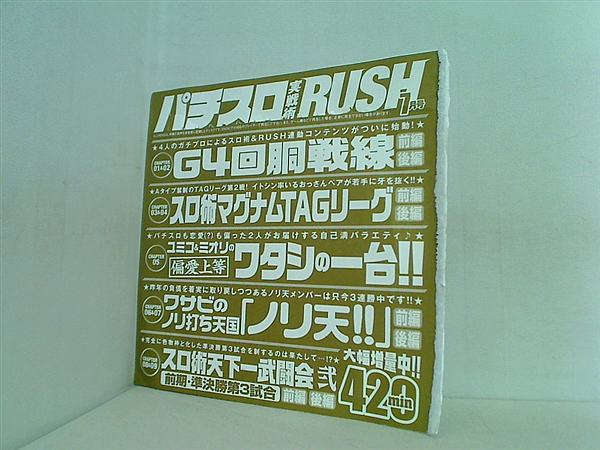 パチスロ実戦術RUSH 1月号
★4人のガチプロによるスロ術&RUSH連動コンテンツがついに始動!★
CHAPTER 01&02 G4回胴戦線 前編 後編
★Aタイプ規制のTAGリーグ第2戦! イトシン率いるおっさんペアが若手に牙を抜く!!★
CHAPTER 03&04 スロ術マグナムTAGリーグ 前編 後編
★パチスロも恋愛(?)も偏った2人がお届けする自己満バラエティ♪★
CHAPTER 05 ユミコ&ミオリの 偏愛上等 ワタシの一台!!
★昨年の負債を着実に取り戻しつつあるノリ天メンバーは只今3連勝中です!!★
CHAPTER 06&07 ワサビのノリ打ち天国「ノリ天!!」 前編 後編
★完全に色物枠と化した準決勝第3試合を制するのは果たして…!?★
CHAPTER 08&09 スロ術天下一武闘会 弐
前期・準決勝第3試合 前編 後編
大幅増量中!!
420min